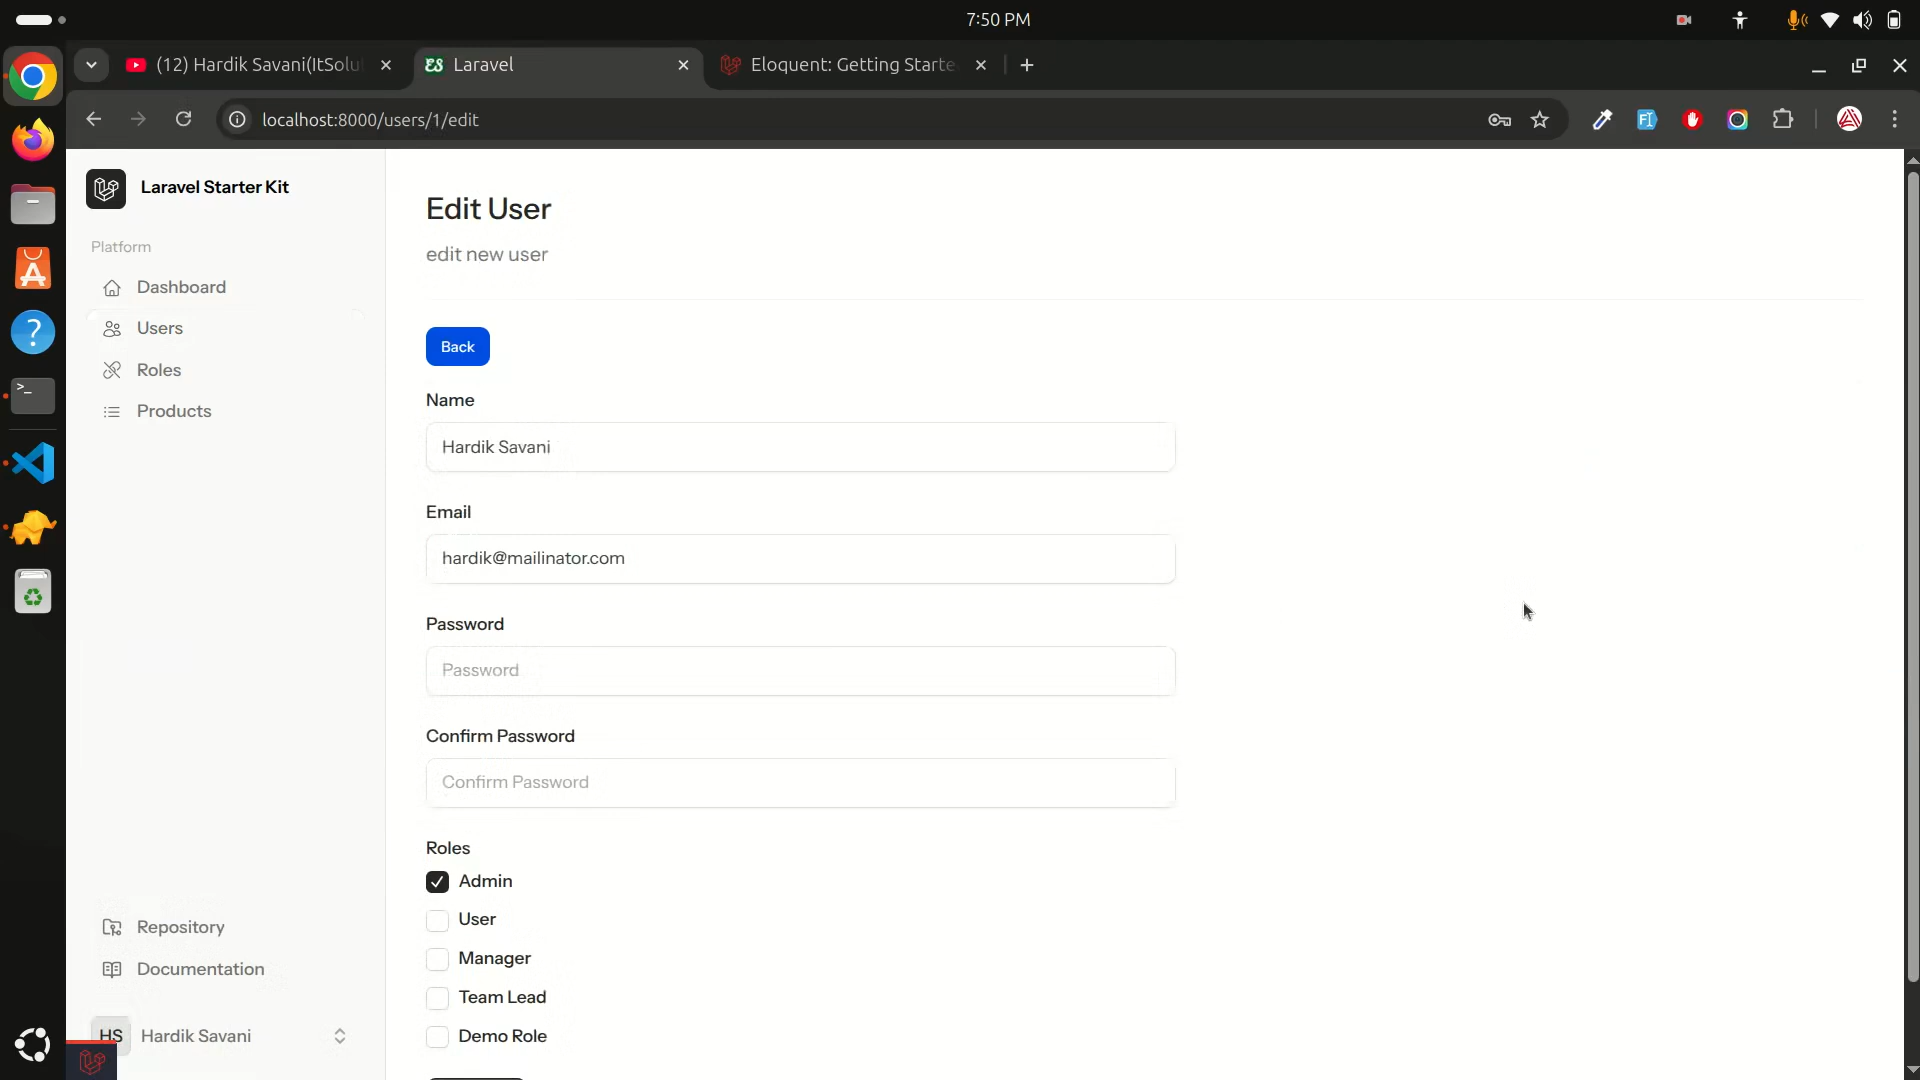 7:50 PM
(12) Hardik Savani(ItSolu
Laravel
Eloquent: Getting Starte
localhost:8000/users/1/edit
Laravel Starter Kit
Platform
Dashboard
Users
Roles
Products
Repository
Documentation
HS Hardik Savani
Edit User
edit new user
Back
Name
Hardik Savani
Email
hardik@mailinator.com
Password
Password
Confirm Password
Confirm Password
Roles
Admin
User
Manager
Team Lead
Demo Role